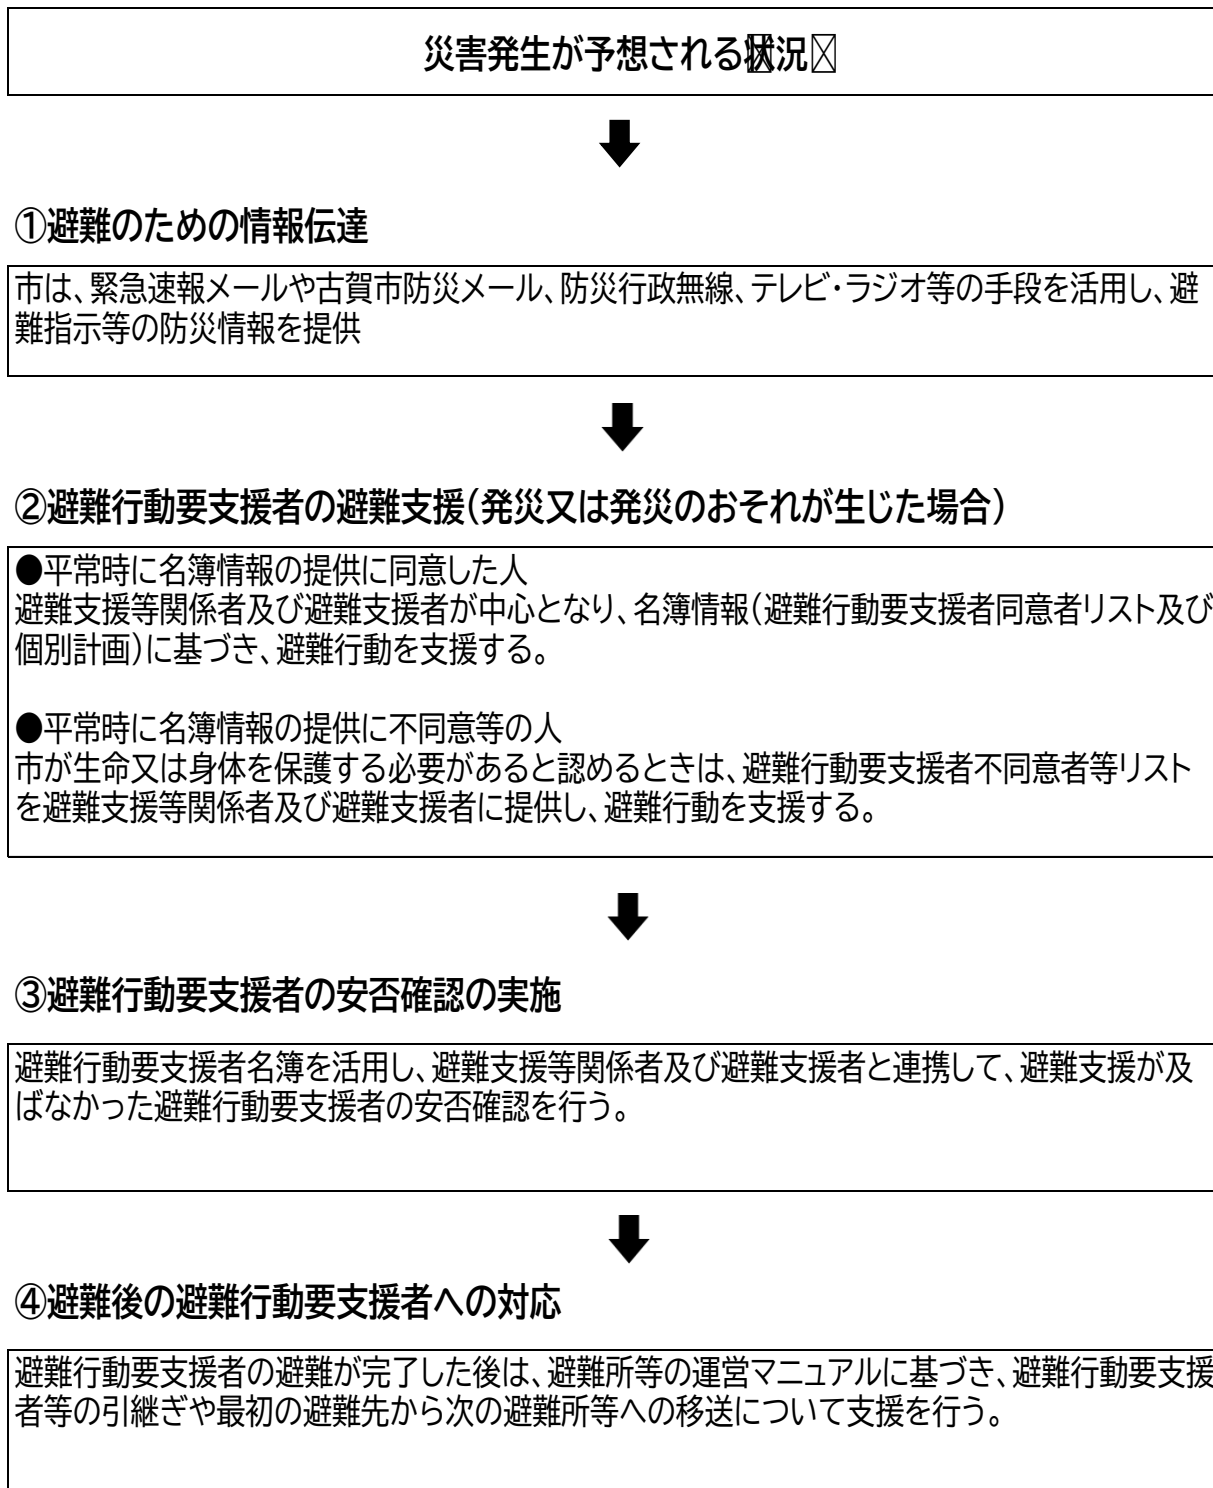 災害発生が予想される状況
①避難のための情報伝達
市は、緊急速報メールや古賀市防災メール、防災行政無線、テレビ・ラジオ等の手段を活用し、避
難指示等の防災情報を提供
②避難行動要支援者の避難支援(発災又は発災のおそれが生じた場合)
●平常時に名簿情報の提供に同意した人
避難支援等関係者及び避難支援者が中心となり、名簿情報(避難行動要支援者同意者リスト及び
個別計画)に基づき、避難行動を支援する。
●平常時に名簿情報の提供に不同意等の人
市が生命又は身体を保護する必要があると認めるときは、避難行動要支援者不同意者等リスト
を避難支援等関係者及び避難支援者に提供し、避難行動を支援する。
③避難行動要支援者の安否確認の実施
避難行動要支援者名簿を活用し、避難支援等関係者及び避難支援者と連携して、避難支援が及
ばなかった避難行動要支援者の安否確認を行う。
④避難後の避難行動要支援者への対応
避難行動要支援者の避難が完了した後は、避難所等の運営マニュアルに基づき、避難行動要支援
者等の引継ぎや最初の避難先から次の避難所等への移送について支援を行う。